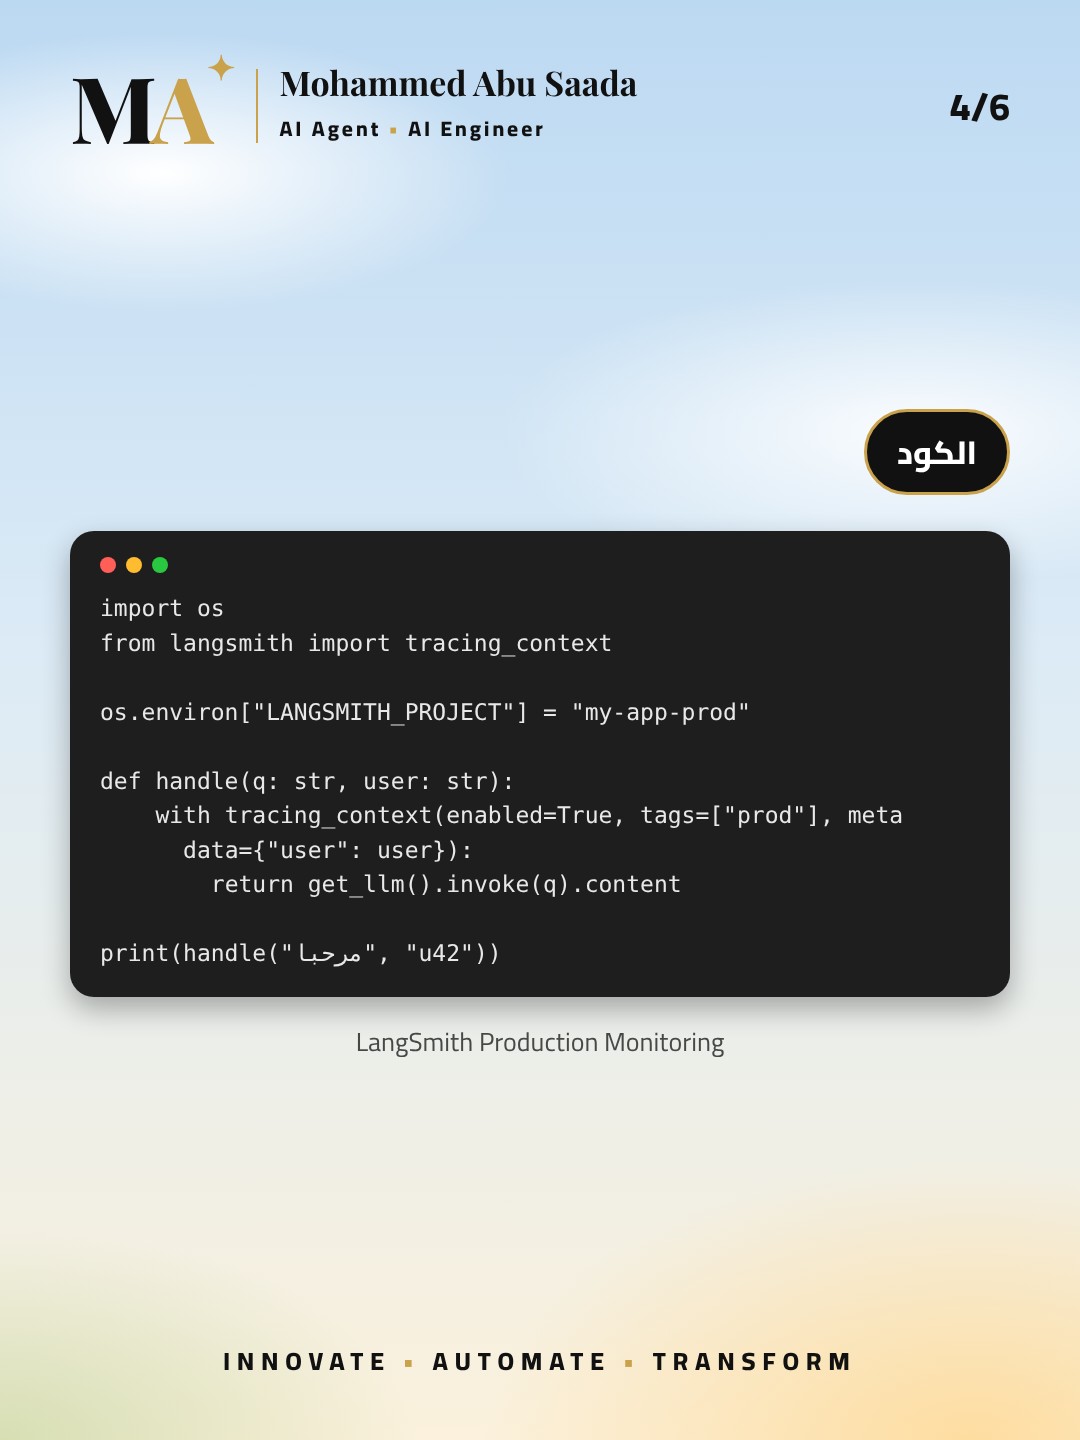 MA
Mohammed Abu Saada
AI Agent ▪ AI Engineer
4/6
الكود
import os
from langsmith import tracing_context

os.environ["LANGSMITH_PROJECT"] = "my-app-prod"

def handle(q: str, user: str):
    with tracing_context(enabled=True, tags=["prod"], meta
      data={"user": user}):
        return get_llm().invoke(q).content

print(handle("مرحبا", "u42"))
LangSmith Production Monitoring
INNOVATE ▪ AUTOMATE ▪ TRANSFORM